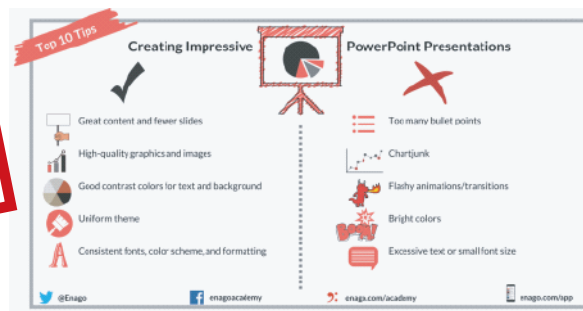 Top 10 Tips
Creating Impressive PowerPoint Presentations
Great content and fewer slides
High-quality graphics and images
Good contrast colors for text and background
Uniform theme
Consistent fonts, color scheme, and formatting
Too many bullet points
Chartjunk
Flashy animations/transitions
Bright colors
Excessive text or small font size
@Enago
enagoacademy
enago.com/academy
enago.com/app